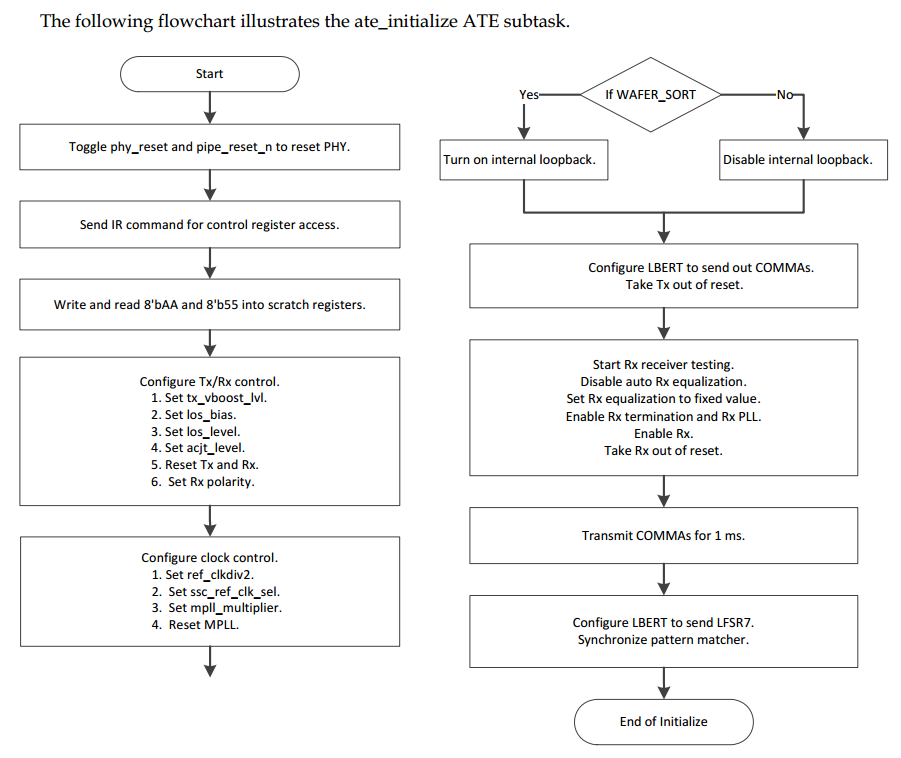 The following flowchart illustrates the ate_initialize ATE subtask.
Start
Toggle phy_reset and pipe_reset_n to reset PHY.
Send IR command for control register access.
Write and read 8'bAA and 8'b55 into scratch registers.
Configure Tx/Rx control.
1. Set tx_vboost_lvl.
2. Set los_bias.
3. Set los_level.
4. Set acjt_level.
5. Reset Tx and Rx.
6. Set Rx polarity.
Configure clock control.
1. Set ref_clkdiv2.
2. Set ssc_ref_clk_sel.
3. Set mpll_multiplier.
4. Reset MPLL.
If WAFER_SORT
Yes
No
Turn on internal loopback.
Disable internal loopback.
Configure LBERT to send out COMMAs.
Take Tx out of reset.
Start Rx receiver testing.
Disable auto Rx equalization.
Set Rx equalization to fixed value.
Enable Rx termination and Rx PLL.
Enable Rx.
Take Rx out of reset.
Transmit COMMAs for 1 ms.
Configure LBERT to send LFSR7.
Synchronize pattern matcher.
End of Initialize